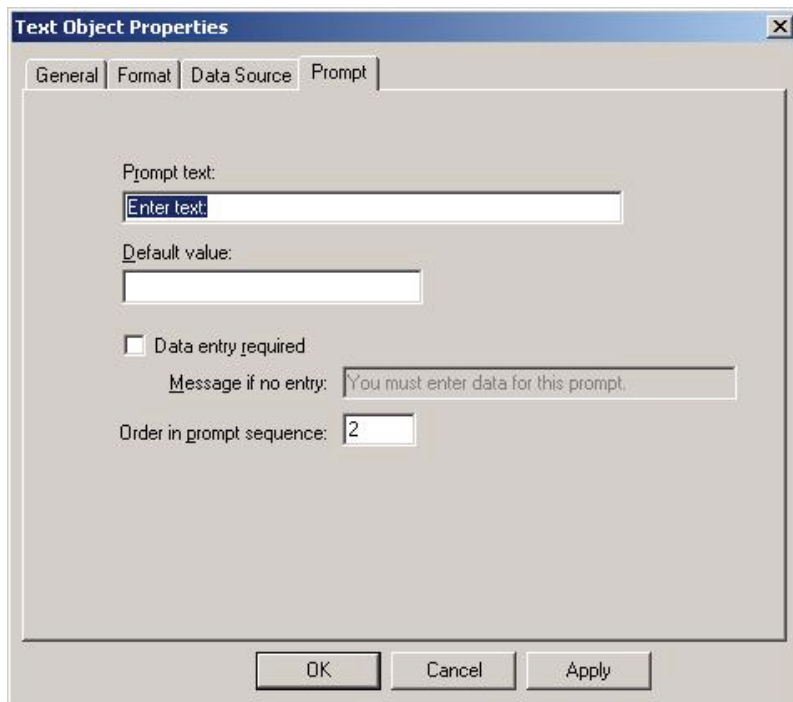 Text Object Properties
General Format Data Source Prompt
Prompt text:
Enter text:
Default value:
Data entry required
Message if no entry: You must enter data for this prompt.
Order in prompt sequence: 2
OK Cancel Apply